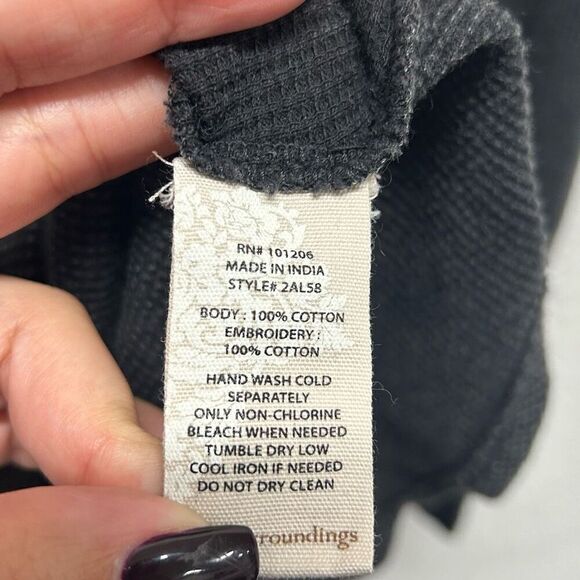 RN# 101206
MADE IN INDIA
STYLE# 2AL58
BODY : 100% COTTON
EMBROIDERY :
100% COTTON
HAND WASH COLD
SEPARATELY
ONLY NON-CHLORINE
BLEACH WHEN NEEDED
TUMBLE DRY LOW
COOL IRON IF NEEDED
DO NOT DRY CLEAN
roundings